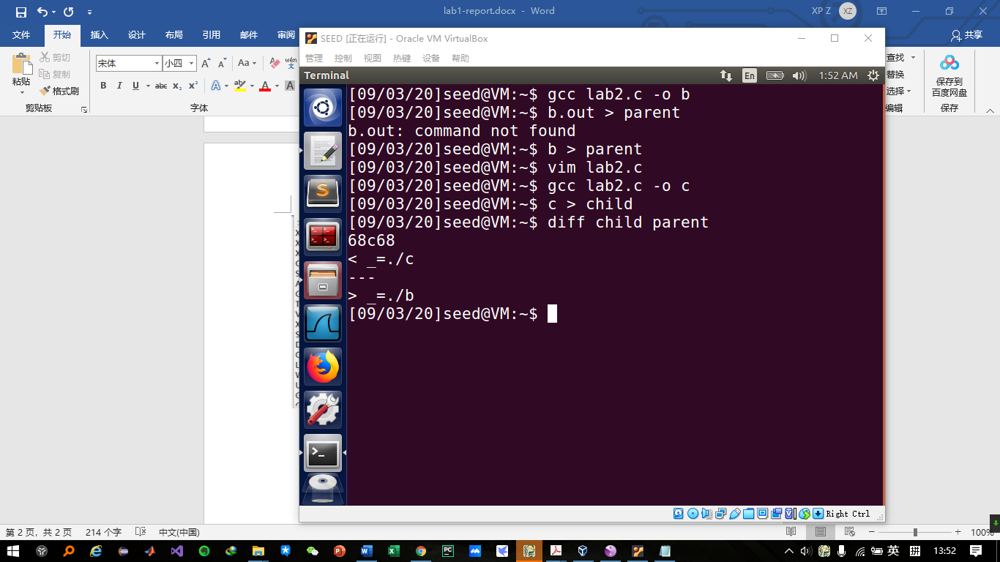 lab1-report.docx - Word
XP Z
XZ
文件 开始 插入 设计 布局 引用 邮件 审阅
共享
SEED [正在运行] - Oracle VM VirtualBox
管理 控制 视图 热键 设备 帮助
剪切
复制
格式刷
粘贴
剪贴板
宋体 小四
Aa
wén
文
B I U abc x₂ x² A aby A A
字体
查找
替换
选择
编辑
保存到
百度网盘
保存
Terminal
En
1:52 AM
[09/03/20]seed@VM:~$ gcc lab2.c -o b
[09/03/20]seed@VM:~$ b.out > parent
b.out: command not found
[09/03/20]seed@VM:~$ b > parent
[09/03/20]seed@VM:~$ vim lab2.c
[09/03/20]seed@VM:~$ gcc lab2.c -o c
[09/03/20]seed@VM:~$ c > child
[09/03/20]seed@VM:~$ diff child parent
68c68
< _=./c
---
> _=./b
[09/03/20]seed@VM:~$
Right Ctrl
第 2 页，共 2 页 214 个字 中文(中国)
100%
英 拼 13:52